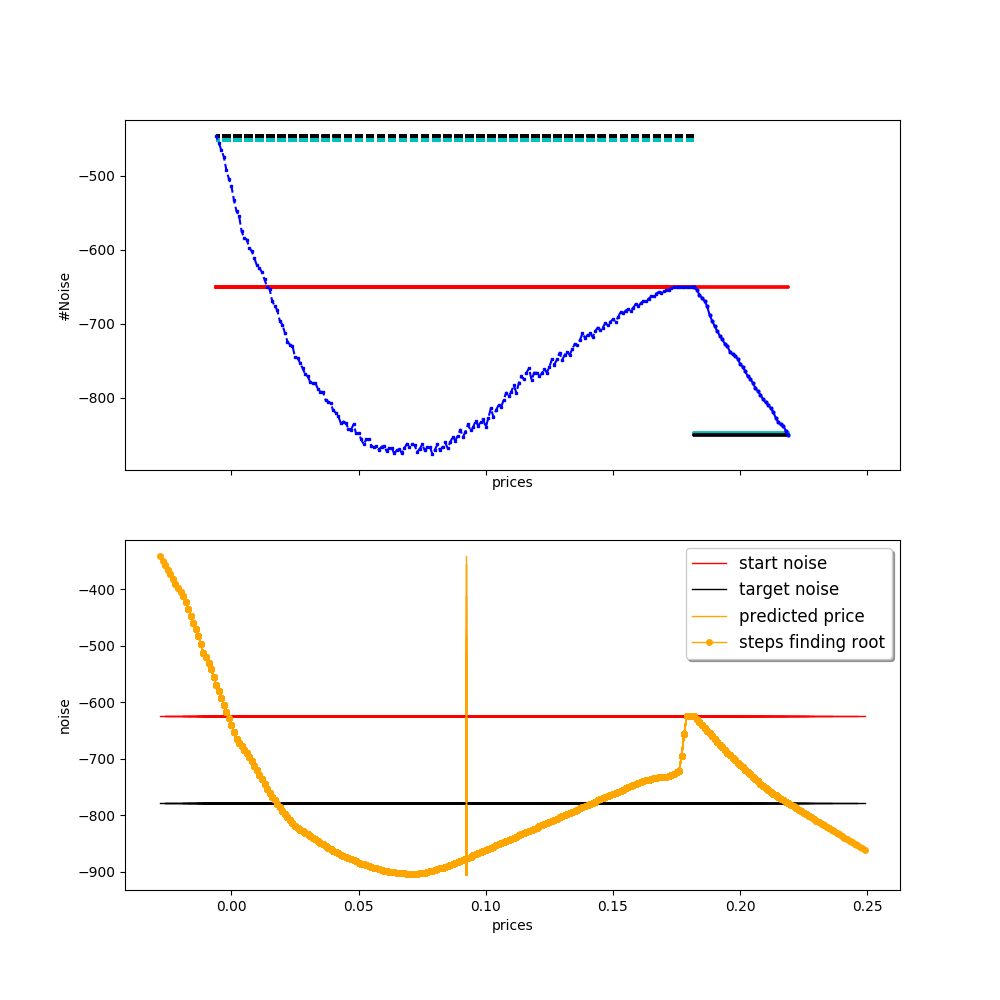 −500
−600
−700
−800
#Noise
prices
−400
−500
−600
−700
−800
−900
noise
start noise
target noise
predicted price
steps finding root
0.00 0.05 0.10 0.15 0.20 0.25
prices